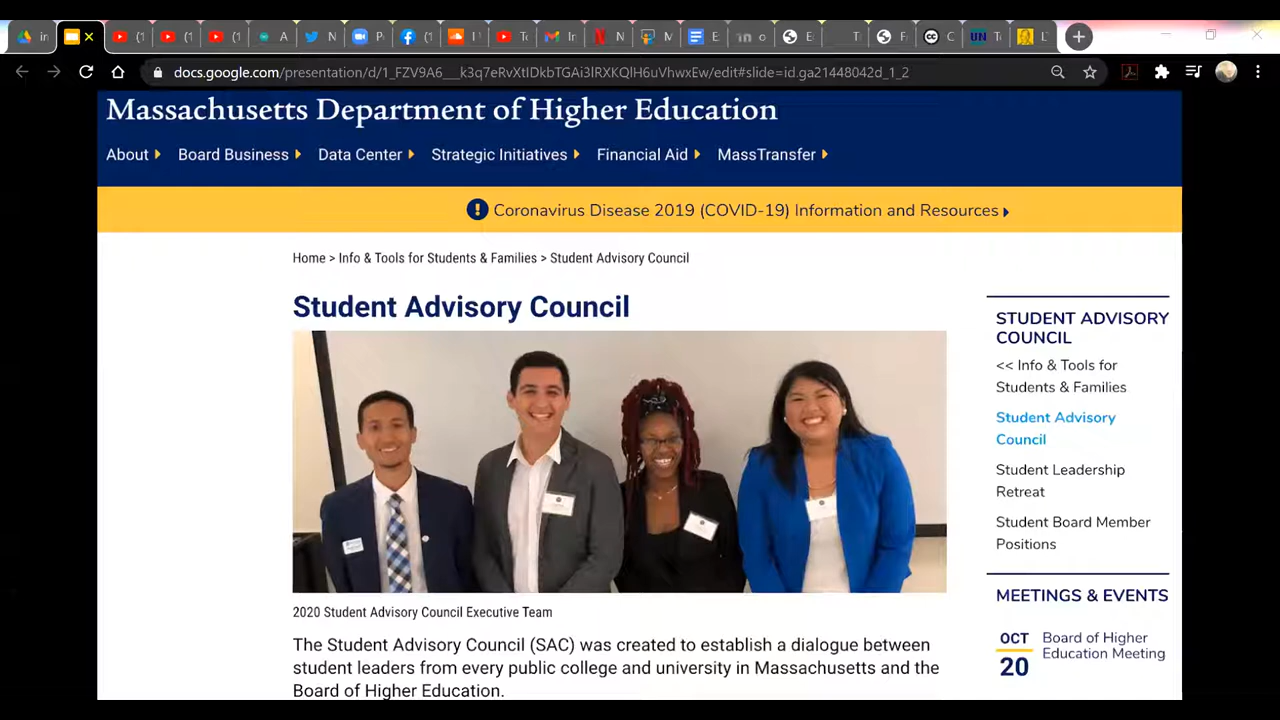 docs.google.com/presentation/d/1_FZV9A6___k3q7eRvXtIDkbTGAi3lRXKQlH6uVhwxEw/edit#slide=id.ga21448042d_1_2
Massachusetts Department of Higher Education
About Board Business Data Center Strategic Initiatives Financial Aid MassTransfer
Coronavirus Disease 2019 (COVID-19) Information and Resources
Home > Info & Tools for Students & Families > Student Advisory Council
Student Advisory Council
2020 Student Advisory Council Executive Team
The Student Advisory Council (SAC) was created to establish a dialogue between
student leaders from every public college and university in Massachusetts and the
Board of Higher Education.
STUDENT ADVISORY
COUNCIL
<< Info & Tools for
Students & Families
Student Advisory
Council
Student Leadership
Retreat
Student Board Member
Positions
MEETINGS & EVENTS
OCT
20
Board of Higher
Education Meeting